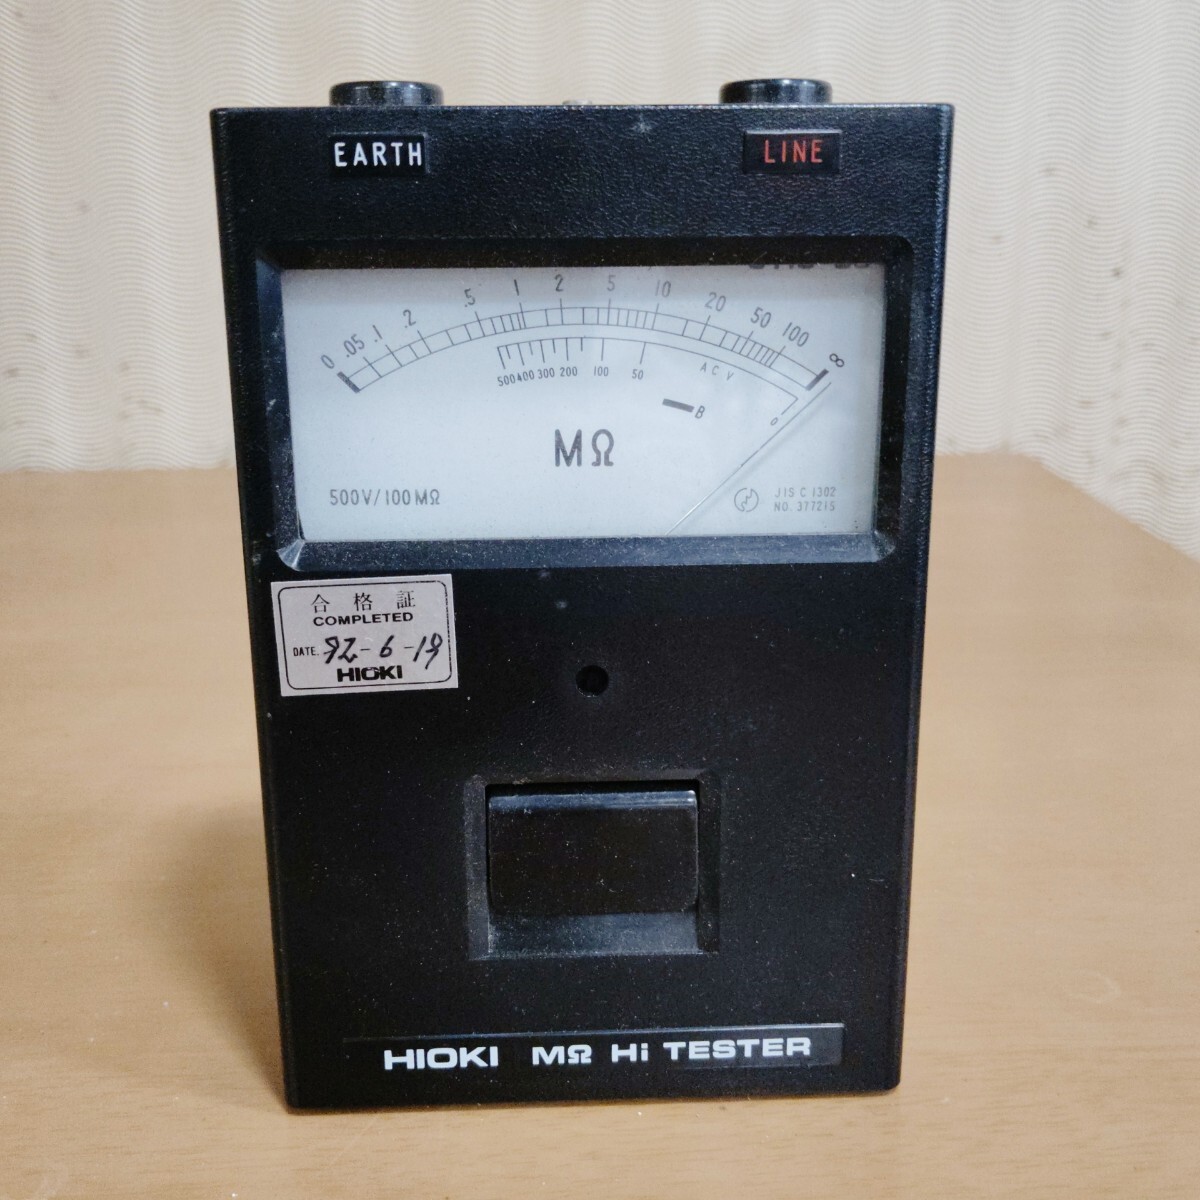 EARTH
LINE
0 .05 .1 .2 .5 1 2 5 10 20 50 100 ∞
500 400 300 200 100 50 ACV 0
B
MΩ
500V/100MΩ
JIS C 1302
NO. 377215
合格証
COMPLETED
DATE. 92-6-19
HIOKI
HIOKI MΩ Hi TESTER